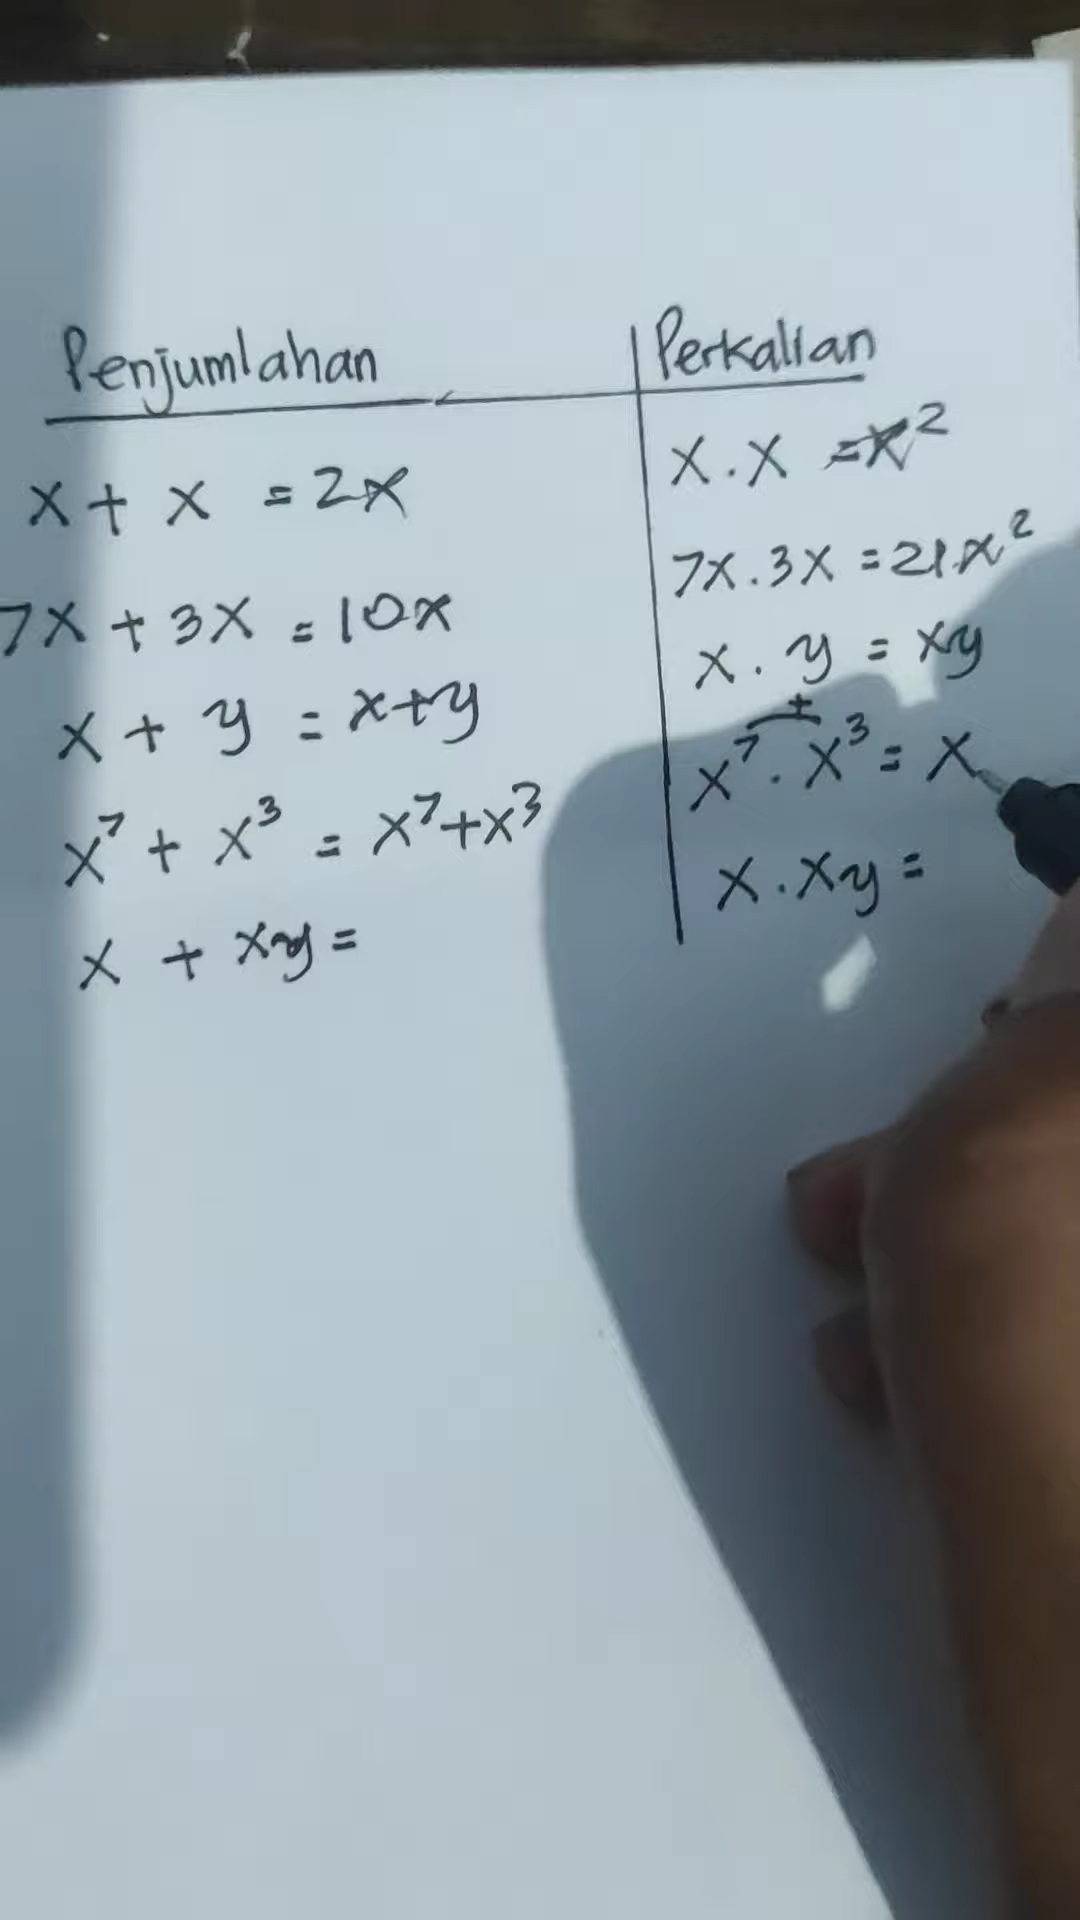 Penjumlahan | Perkalian
x + x = 2x | x . x = x²
7x + 3x = 10x | 7x . 3x = 21x²
x + y = x+y | x . y = xy
+
x⁷ + x³ = x⁷+x³ | x⁷ . x³ = x
x + xy = | x . xy =